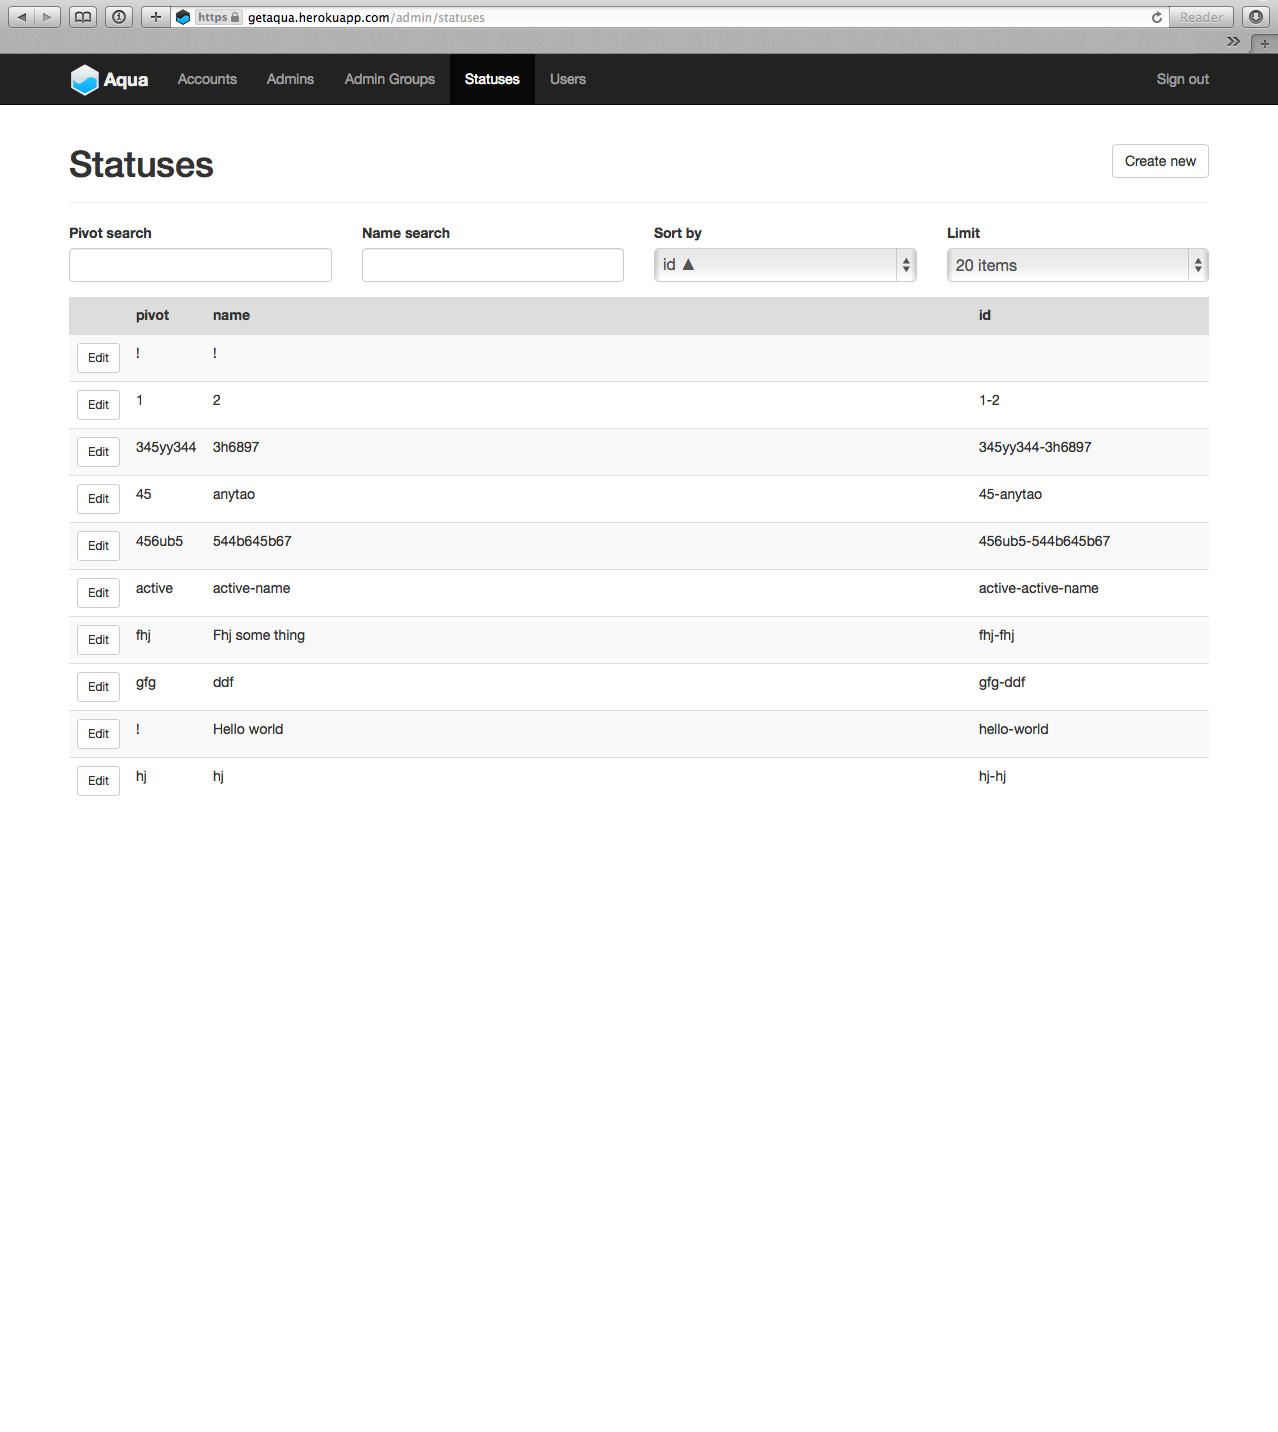 https getaqua.herokuapp.com/admin/statuses Reader
Aqua Accounts Admins Admin Groups Statuses Users Sign out
Statuses Create new
Pivot search Name search Sort by Limit
id ▲ 20 items
pivot name id
Edit ! !
Edit 1 2 1-2
Edit 345yy344 3h6897 345yy344-3h6897
Edit 45 anytao 45-anytao
Edit 456ub5 544b645b67 456ub5-544b645b67
Edit active active-name active-active-name
Edit fhj Fhj some thing fhj-fhj
Edit gfg ddf gfg-ddf
Edit ! Hello world hello-world
Edit hj hj hj-hj